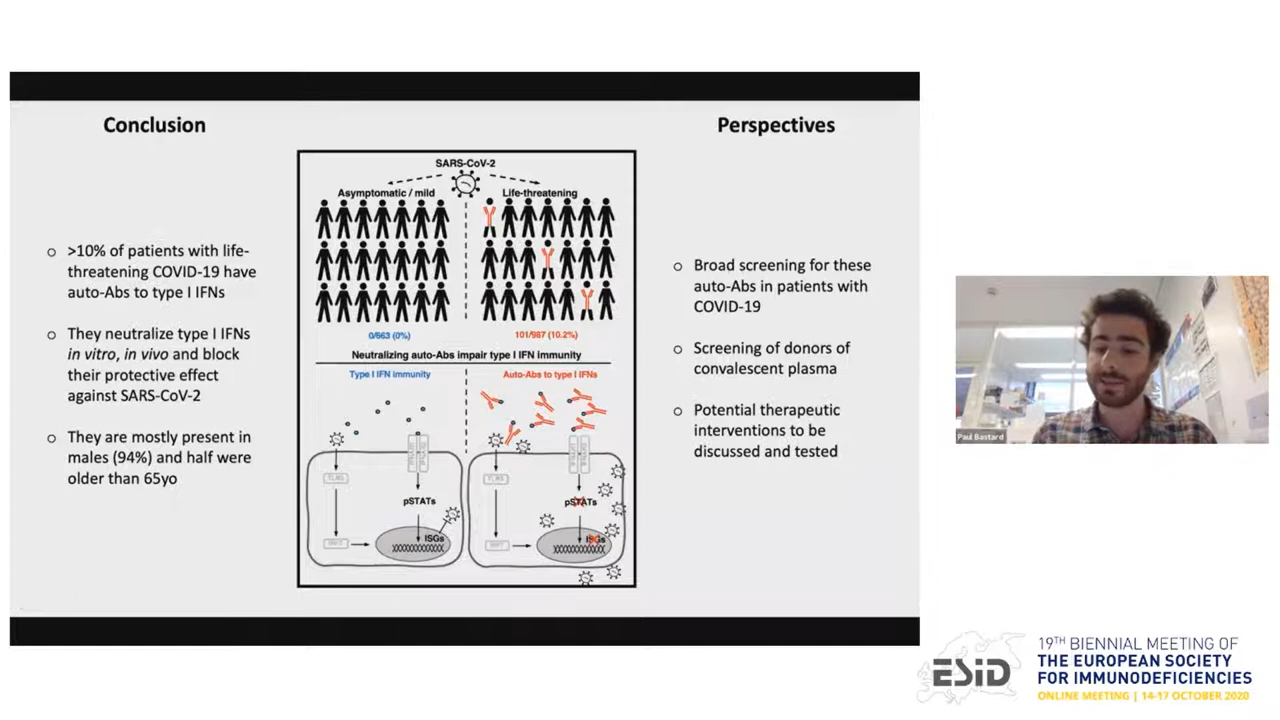 Conclusion
>10% of patients with life-
threatening COVID-19 have
auto-Abs to type I IFNs
They neutralize type I IFNs
in vitro, in vivo and block
their protective effect
against SARS-CoV-2
They are mostly present in
males (94%) and half were
older than 65yo
SARS-CoV-2
Asymptomatic / mild
Life-threatening
0/663 (0%)
101/987 (10.2%)
Neutralizing auto-Abs impair type I IFN immunity
Type I IFN immunity
Auto-Abs to type I IFNs
pSTATs
ISGs
pSTATs
ISGs
Perspectives
Broad screening for these
auto-Abs in patients with
COVID-19
Screening of donors of
convalescent plasma
Potential therapeutic
interventions to be
discussed and tested
Paul Bastard
ESID
19TH BIENNIAL MEETING OF
THE EUROPEAN SOCIETY
FOR IMMUNODEFICIENCIES
ONLINE MEETING | 14-17 OCTOBER 2020